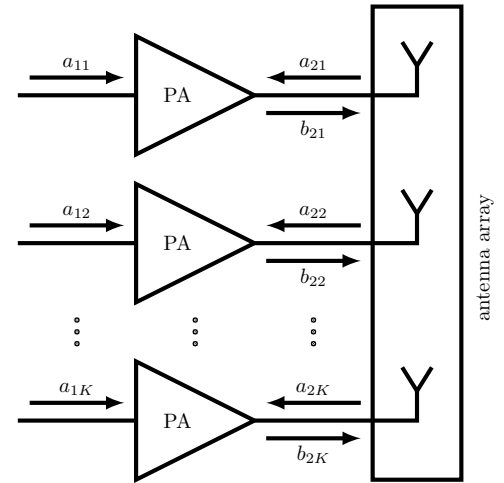 a₁₁ a₂₁
PA
b₂₁
a₁₂ a₂₂
PA
b₂₂
a₁K a₂K
PA
b₂K
antenna array